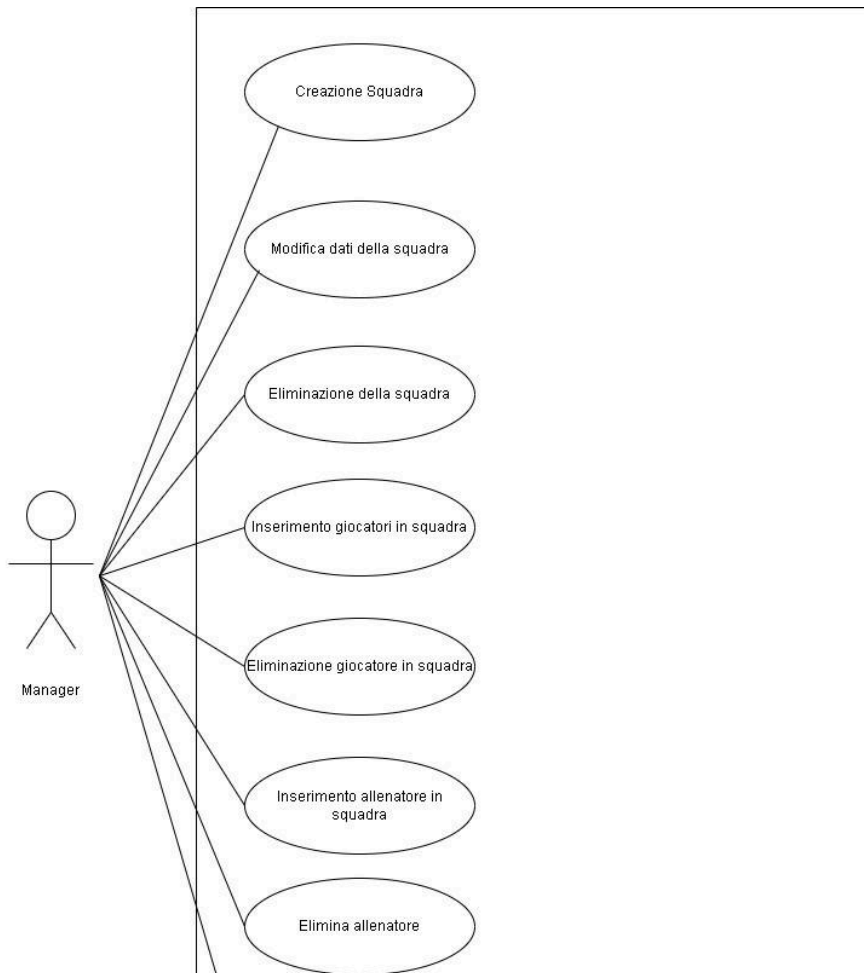 Creazione Squadra
Modifica dati della squadra
Eliminazione della squadra
Inserimento giocatori in squadra
Eliminazione giocatore in squadra
Manager
Inserimento allenatore in
squadra
Elimina allenatore